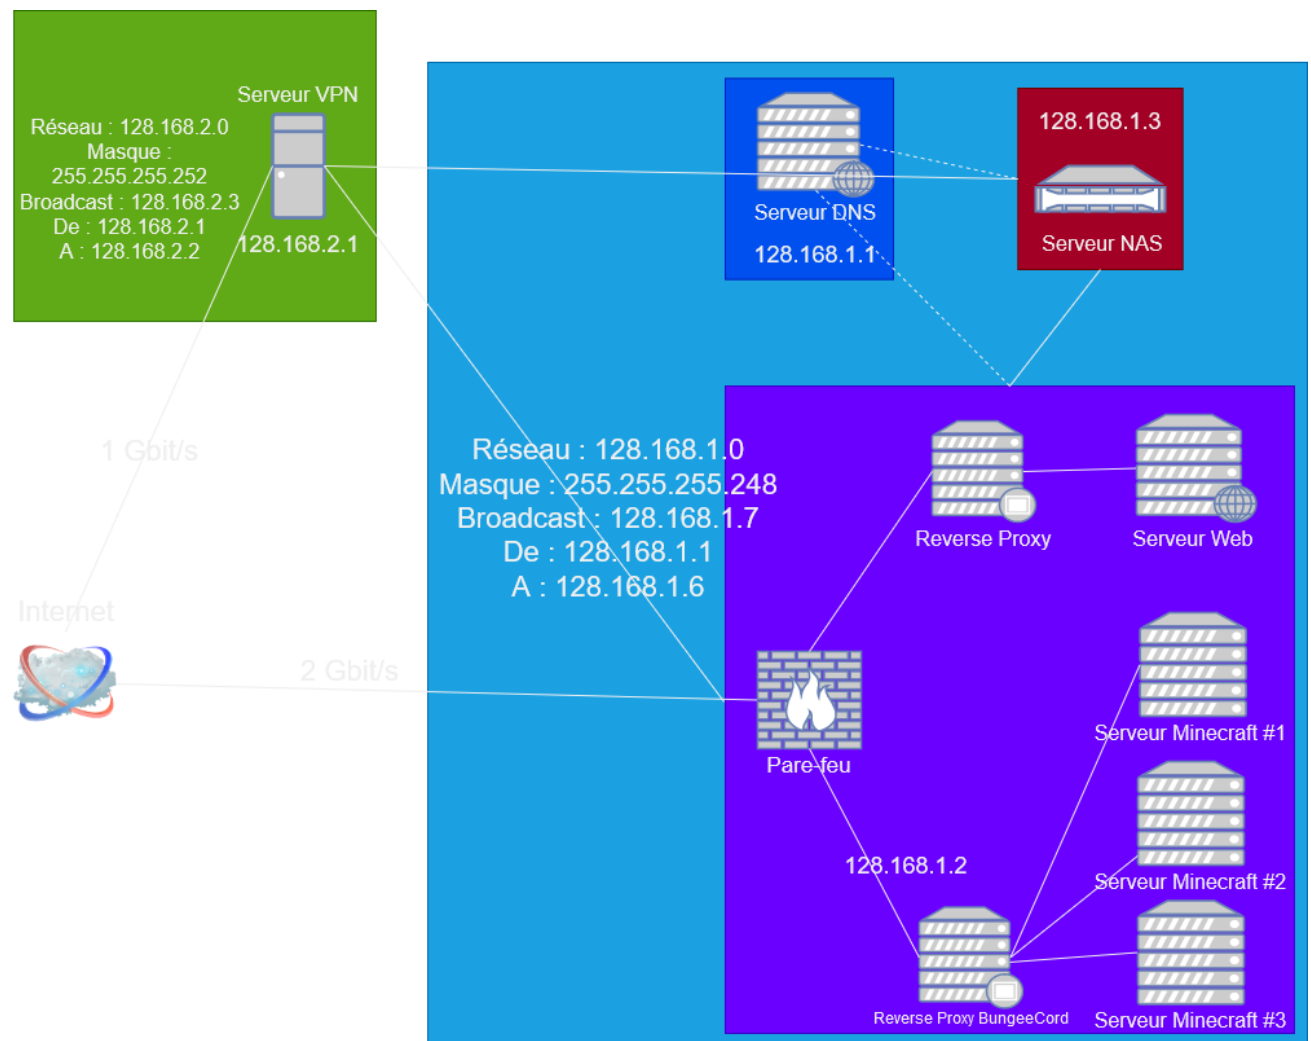 Serveur VPN
Réseau : 128.168.2.0
Masque :
255.255.255.252
Broadcast : 128.168.2.3
De : 128.168.2.1
A : 128.168.2.2
128.168.2.1
Serveur DNS
128.168.1.1
128.168.1.3
Serveur NAS
1 Gbit/s
Internet
2 Gbit/s
Réseau : 128.168.1.0
Masque : 255.255.255.248
Broadcast : 128.168.1.7
De : 128.168.1.1
A : 128.168.1.6
Reverse Proxy
Serveur Web
Pare-feu
Serveur Minecraft #1
128.168.1.2
Serveur Minecraft #2
Reverse Proxy BungeeCord
Serveur Minecraft #3